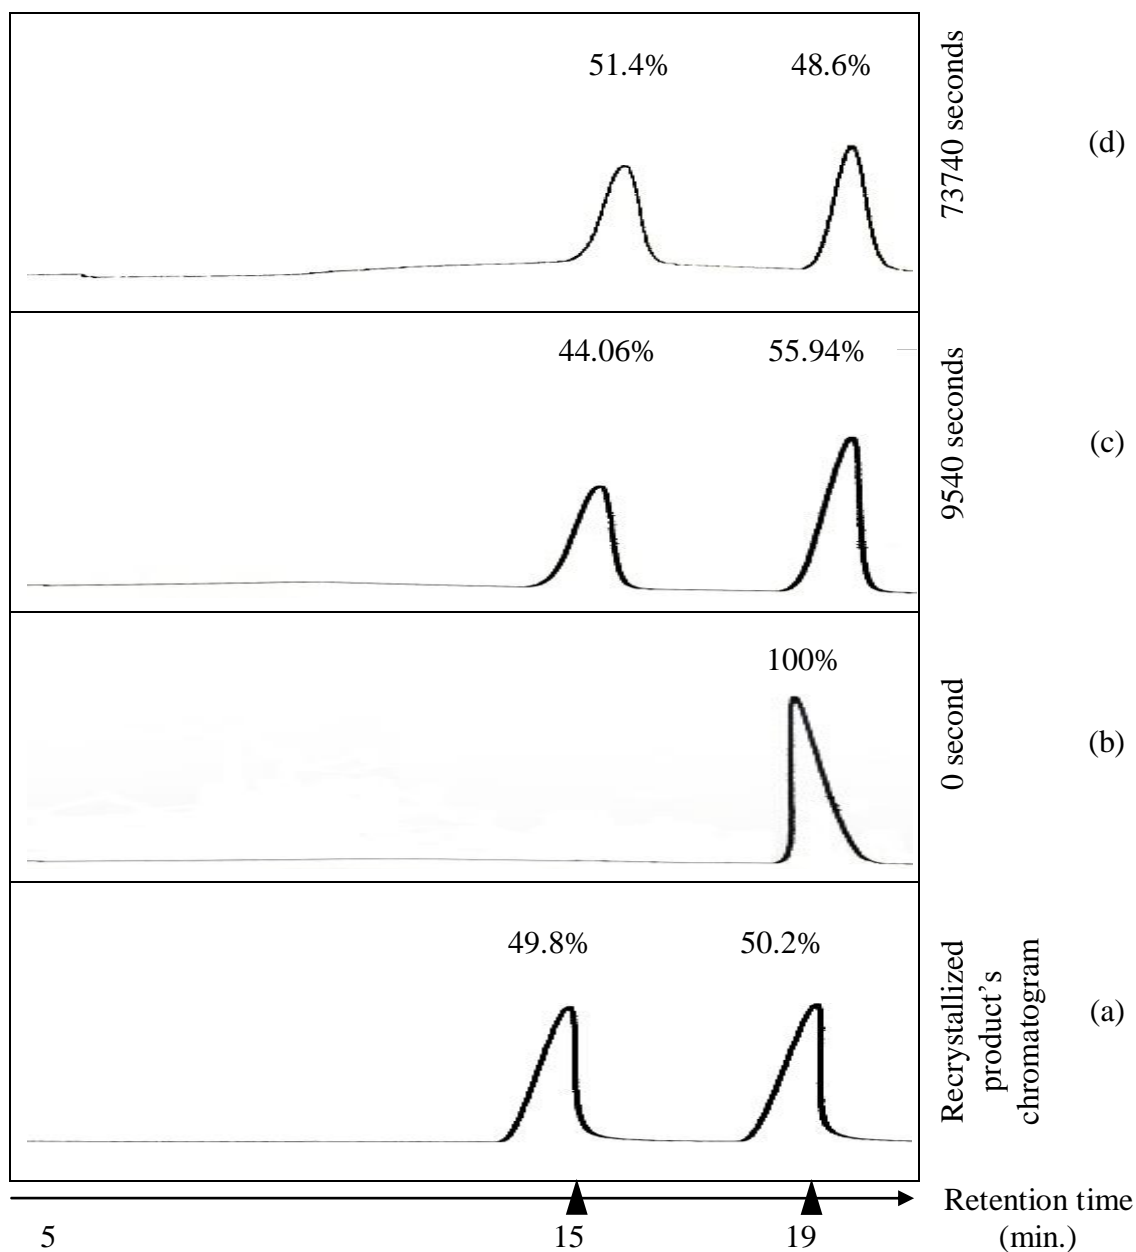 51.4% 48.6%
73740 seconds
(d)
44.06% 55.94%
9540 seconds
(c)
100%
0 second
(b)
49.8% 50.2%
Recrystallized
product’s
chromatogram
(a)
Retention time
(min.)
5 15 19